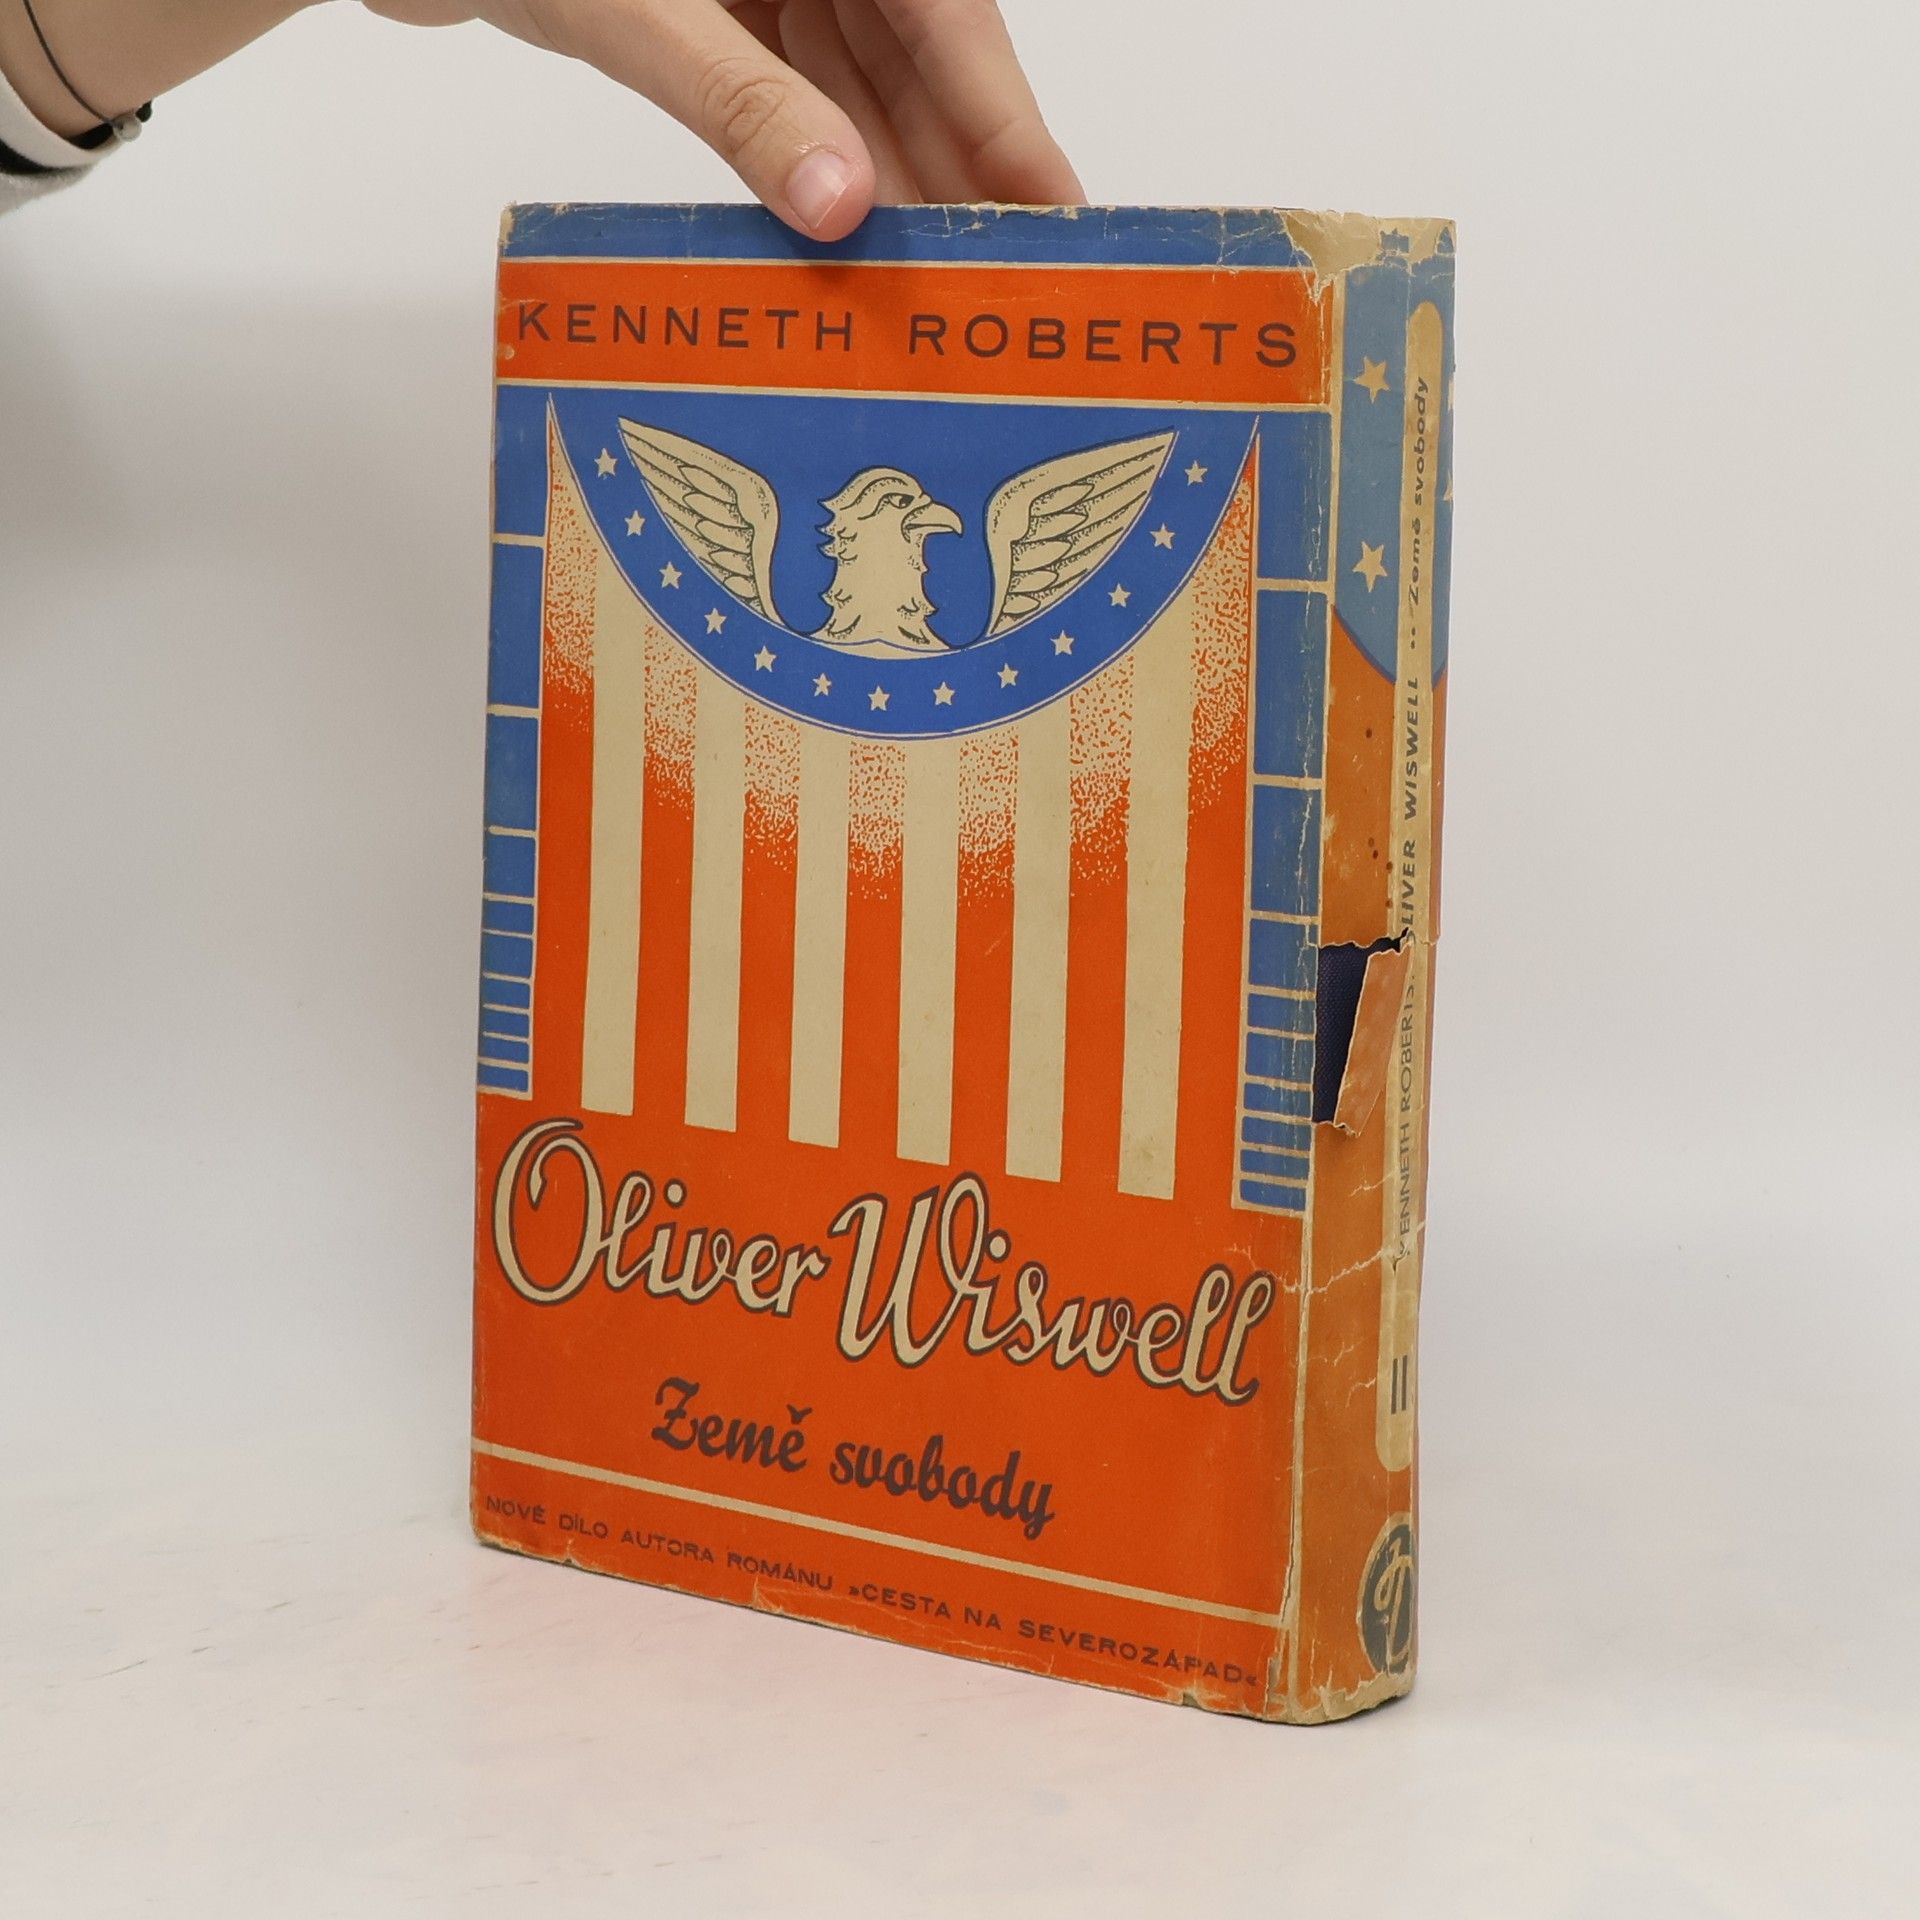 KENNETH ROBERTS
Oliver Wiswell
Země svobody
NOVÉ DÍLO AUTORA ROMÁNU »CESTA NA SEVEROZÁPAD«
KENNETH ROBERTS: OLIVER WISWELL •• Země svobody
II